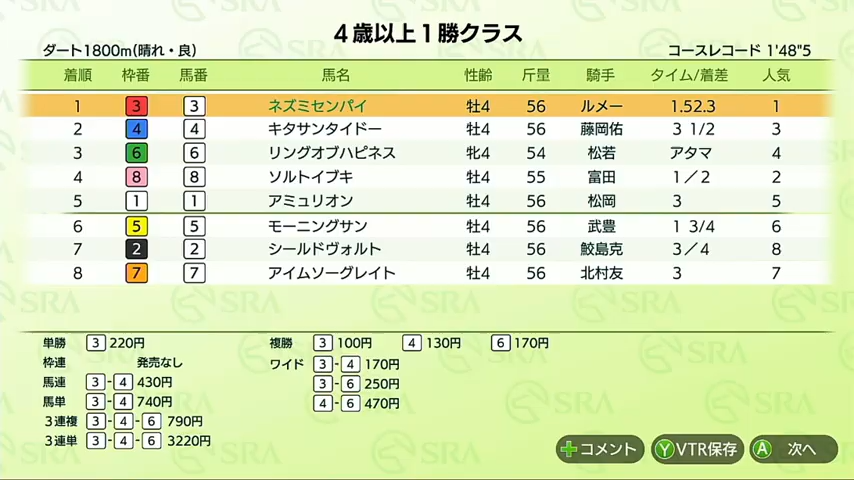 4歳以上1勝クラス
ダート1800m(晴れ・良) コースレコード 1'48"5
着順 枠番 馬番 馬名 性齢 斤量 騎手 タイム/着差 人気
1 3 3 ネズミセンパイ 牡4 56 ルメー 1.52.3 1
2 4 4 キタサンタイドー 牡4 56 藤岡佑 3 1/2 3
3 6 6 リングオブハピネス 牝4 54 松若 アタマ 4
4 8 8 ソルトイブキ 牡4 55 富田 1/2 2
5 1 1 アミュリオン 牡4 56 松岡 3 5
6 5 5 モーニングサン 牡4 56 武豊 1 3/4 6
7 2 2 シールドヴォルト 牡4 56 鮫島克 3/4 8
8 7 7 アイムソーグレイト 牡4 56 北村友 3 7
単勝 3 220円 複勝 3 100円 4 130円 6 170円
枠連 発売なし ワイド 3-4 170円
馬連 3-4 430円 3-6 250円
馬単 3-4 740円 4-6 470円
3連複 3-4-6 790円
3連単 3-4-6 3220円
コメント Y VTR保存 A 次へ
SRA